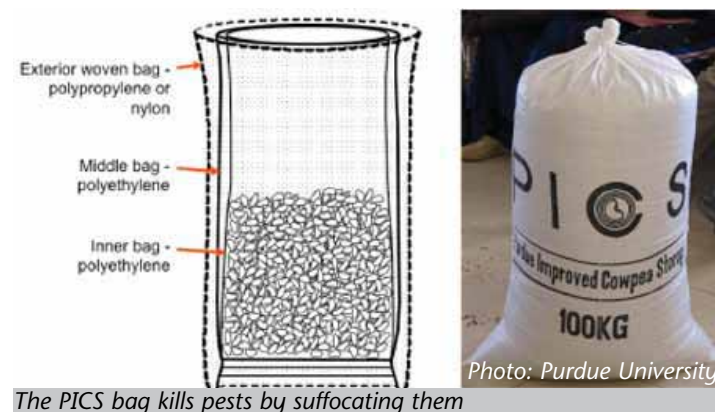 Exterior woven bag -
polypropylene or
nylon
Middle bag -
polyethylene
Inner bag -
polyethylene
PICS
Improved Cowpea
100KG
Photo: Purdue University
The PICS bag kills pests by suffocating them